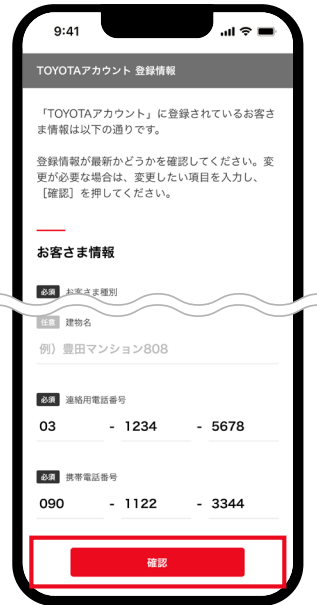 9:41
TOYOTAアカウント 登録情報
「TOYOTAアカウント」に登録されているお客さ
ま情報は以下の通りです。
登録情報が最新かどうかを確認してください。変
更が必要な場合は、変更したい項目を入力し、
［確認］を押してください。
お客さま情報
必須 お客さま種別
任意 建物名
例）豊田マンション808
必須 連絡用電話番号
03 - 1234 - 5678
必須 携帯電話番号
090 - 1122 - 3344
確認